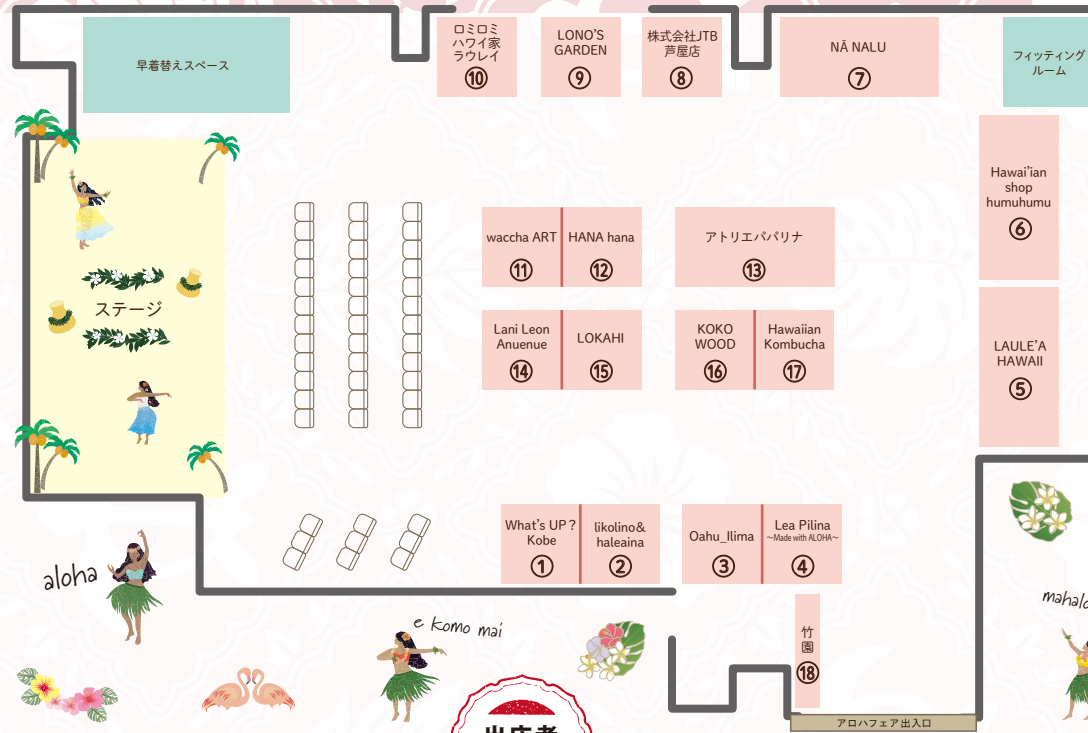 早着替えスペース
ロミロミ
ハワイ家
ラウレイ
⑩
LONO'S
GARDEN
⑨
株式会社JTB
芦屋店
⑧
NĀ NALU
⑦
フィッティング
ルーム
Hawai'ian
shop
humuhumu
⑥
waccha ART
⑪
HANA hana
⑫
アトリエパパリナ
⑬
ステージ
Lani Leon
Anuenue
⑭
LOKAHI
⑮
KOKO
WOOD
⑯
Hawaiian
Kombucha
⑰
LAULE'A
HAWAII
⑤
What's UP？
Kobe
①
likolino&
haleaina
②
Oahu_Ilima
③
Lea Pilina
～Made with ALOHA～
④
aloha
e komo mai
mahalo
竹
園
⑱
アロハフェア出入口
出店者